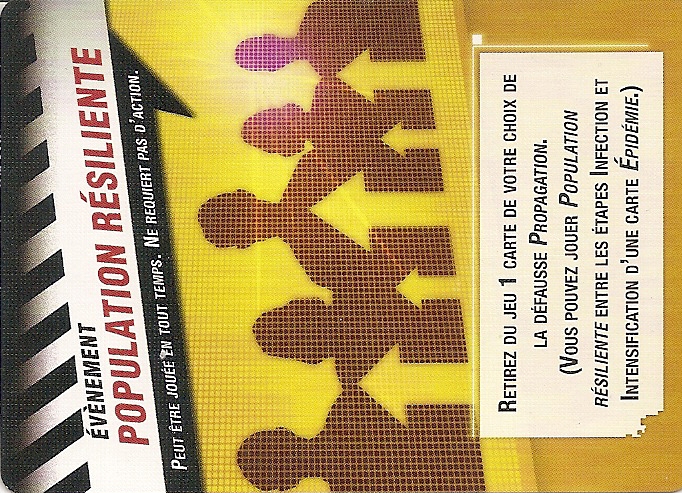 ÉVÈNEMENT
POPULATION RÉSILIENTE
PEUT ÊTRE JOUÉE EN TOUT TEMPS. NE REQUIERT PAS D'ACTION.
RETIREZ DU JEU 1 CARTE DE VOTRE CHOIX DE
LA DÉFAUSSE PROPAGATION.
(VOUS POUVEZ JOUER POPULATION
RÉSILIENTE ENTRE LES ÉTAPES INFECTION ET
INTENSIFICATION D'UNE CARTE ÉPIDÉMIE.)